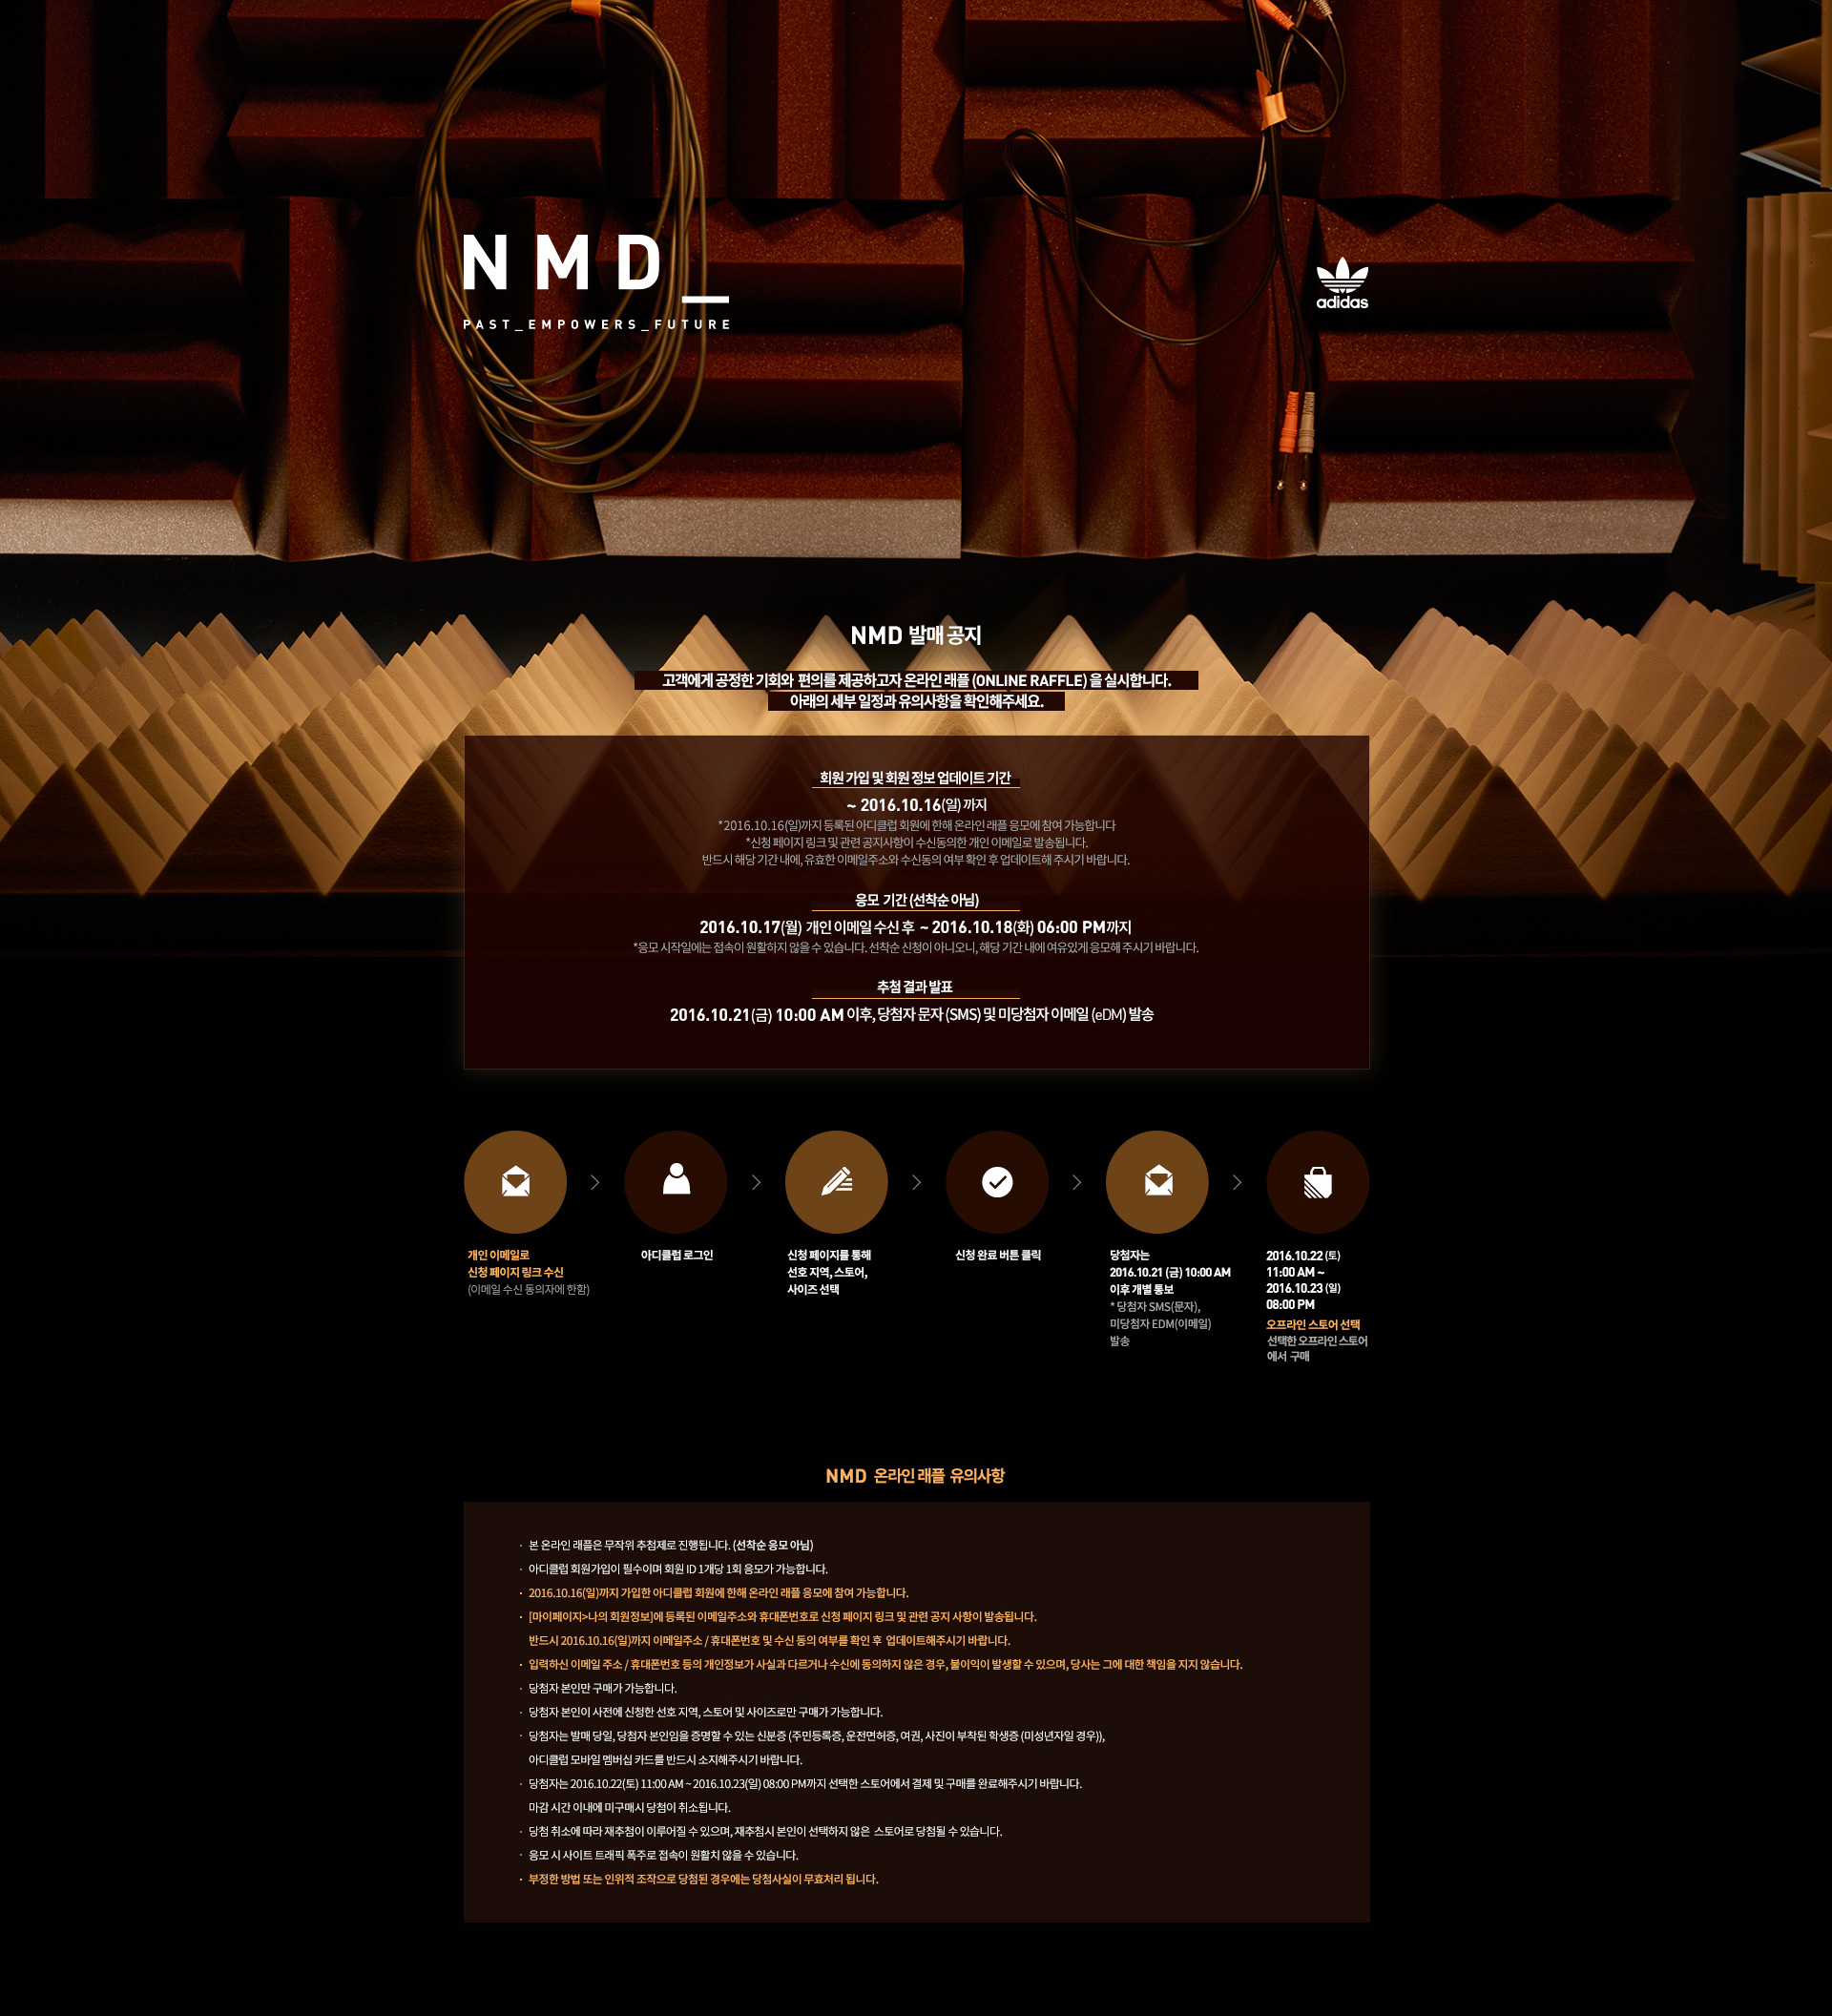 NMD_
PAST_EMPOWERS_FUTURE
adidas
NMD 발매 공지
고객에게 공정한 기회와 편의를 제공하고자 온라인 래플 (ONLINE RAFFLE) 을 실시합니다.
아래의 세부 일정과 유의사항을 확인해주세요.
회원 가입 및 회원 정보 업데이트 기간
~ 2016.10.16(일) 까지
*2016.10.16(일)까지 등록된 아디클럽 회원에 한해 온라인 래플 응모에 참여 가능합니다
*신청 페이지 링크 및 관련 공지사항이 수신동의한 개인 이메일로 발송됩니다.
반드시 해당 기간 내에, 유효한 이메일주소와 수신동의 여부 확인 후 업데이트해 주시기 바랍니다.
응모 기간 (선착순 아님)
2016.10.17(월) 개인 이메일 수신 후 ~ 2016.10.18(화) 06:00 PM까지
*응모 시작일에는 접속이 원활하지 않을 수 있습니다. 선착순 신청이 아니오니, 해당 기간 내에 여유있게 응모해 주시기 바랍니다.
추첨 결과 발표
2016.10.21(금) 10:00 AM 이후, 당첨자 문자 (SMS) 및 미당첨자 이메일 (eDM) 발송
개인 이메일로
신청 페이지 링크 수신
(이메일 수신 동의자에 한함)
아디클럽 로그인
신청 페이지를 통해
선호 지역, 스토어,
사이즈 선택
신청 완료 버튼 클릭
당첨자는
2016.10.21 (금) 10:00 AM
이후 개별 통보
* 당첨자 SMS(문자),
미당첨자 EDM(이메일)
발송
2016.10.22 (토)
11:00 AM ~
2016.10.23 (일)
08:00 PM
오프라인 스토어 선택
선택한 오프라인 스토어
에서 구매
NMD 온라인 래플 유의사항
· 본 온라인 래플은 무작위 추첨제로 진행됩니다. (선착순 응모 아님)
· 아디클럽 회원가입이 필수이며 회원 ID 1개당 1회 응모가 가능합니다.
· 2016.10.16(일)까지 가입한 아디클럽 회원에 한해 온라인 래플 응모에 참여 가능합니다.
· [마이페이지>나의 회원정보]에 등록된 이메일주소와 휴대폰번호로 신청 페이지 링크 및 관련 공지 사항이 발송됩니다.
반드시 2016.10.16(일)까지 이메일주소 / 휴대폰번호 및 수신 동의 여부를 확인 후 업데이트해주시기 바랍니다.
· 입력하신 이메일 주소 / 휴대폰번호 등의 개인정보가 사실과 다르거나 수신에 동의하지 않은 경우, 불이익이 발생할 수 있으며, 당사는 그에 대한 책임을 지지 않습니다.
· 당첨자 본인만 구매가 가능합니다.
· 당첨자 본인이 사전에 신청한 선호 지역, 스토어 및 사이즈로만 구매가 가능합니다.
· 당첨자는 발매 당일, 당첨자 본인임을 증명할 수 있는 신분증 (주민등록증, 운전면허증, 여권, 사진이 부착된 학생증 (미성년자일 경우)),
아디클럽 모바일 멤버십 카드를 반드시 소지해주시기 바랍니다.
· 당첨자는 2016.10.22(토) 11:00 AM ~ 2016.10.23(일) 08:00 PM까지 선택한 스토어에서 결제 및 구매를 완료해주시기 바랍니다.
마감 시간 이내에 미구매시 당첨이 취소됩니다.
· 당첨 취소에 따라 재추첨이 이루어질 수 있으며, 재추첨시 본인이 선택하지 않은 스토어로 당첨될 수 있습니다.
· 응모 시 사이트 트래픽 폭주로 접속이 원활치 않을 수 있습니다.
· 부정한 방법 또는 인위적 조작으로 당첨된 경우에는 당첨사실이 무효처리 됩니다.